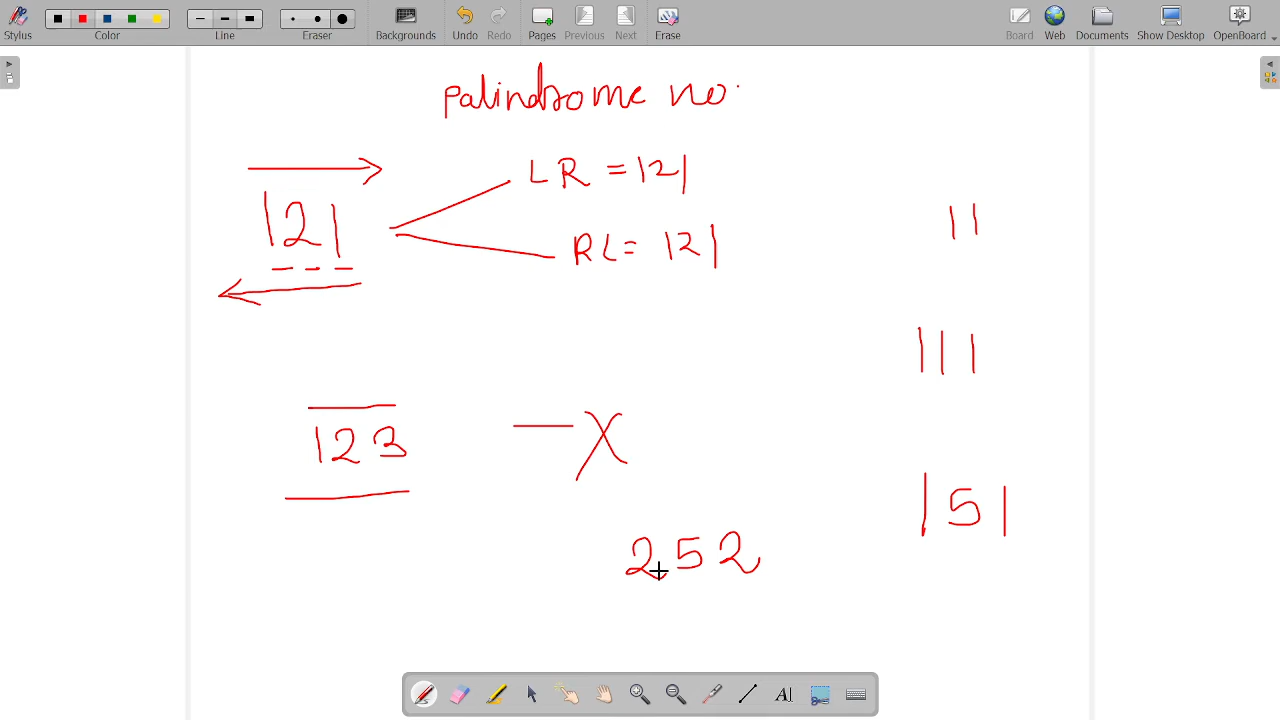 Stylus Color Line Eraser Backgrounds Undo Redo Pages Previous Next Erase Board Web Documents Show Desktop OpenBoard
palindrome no.
LR = 121
121
RL = 121
11
111
123 — X
151
252